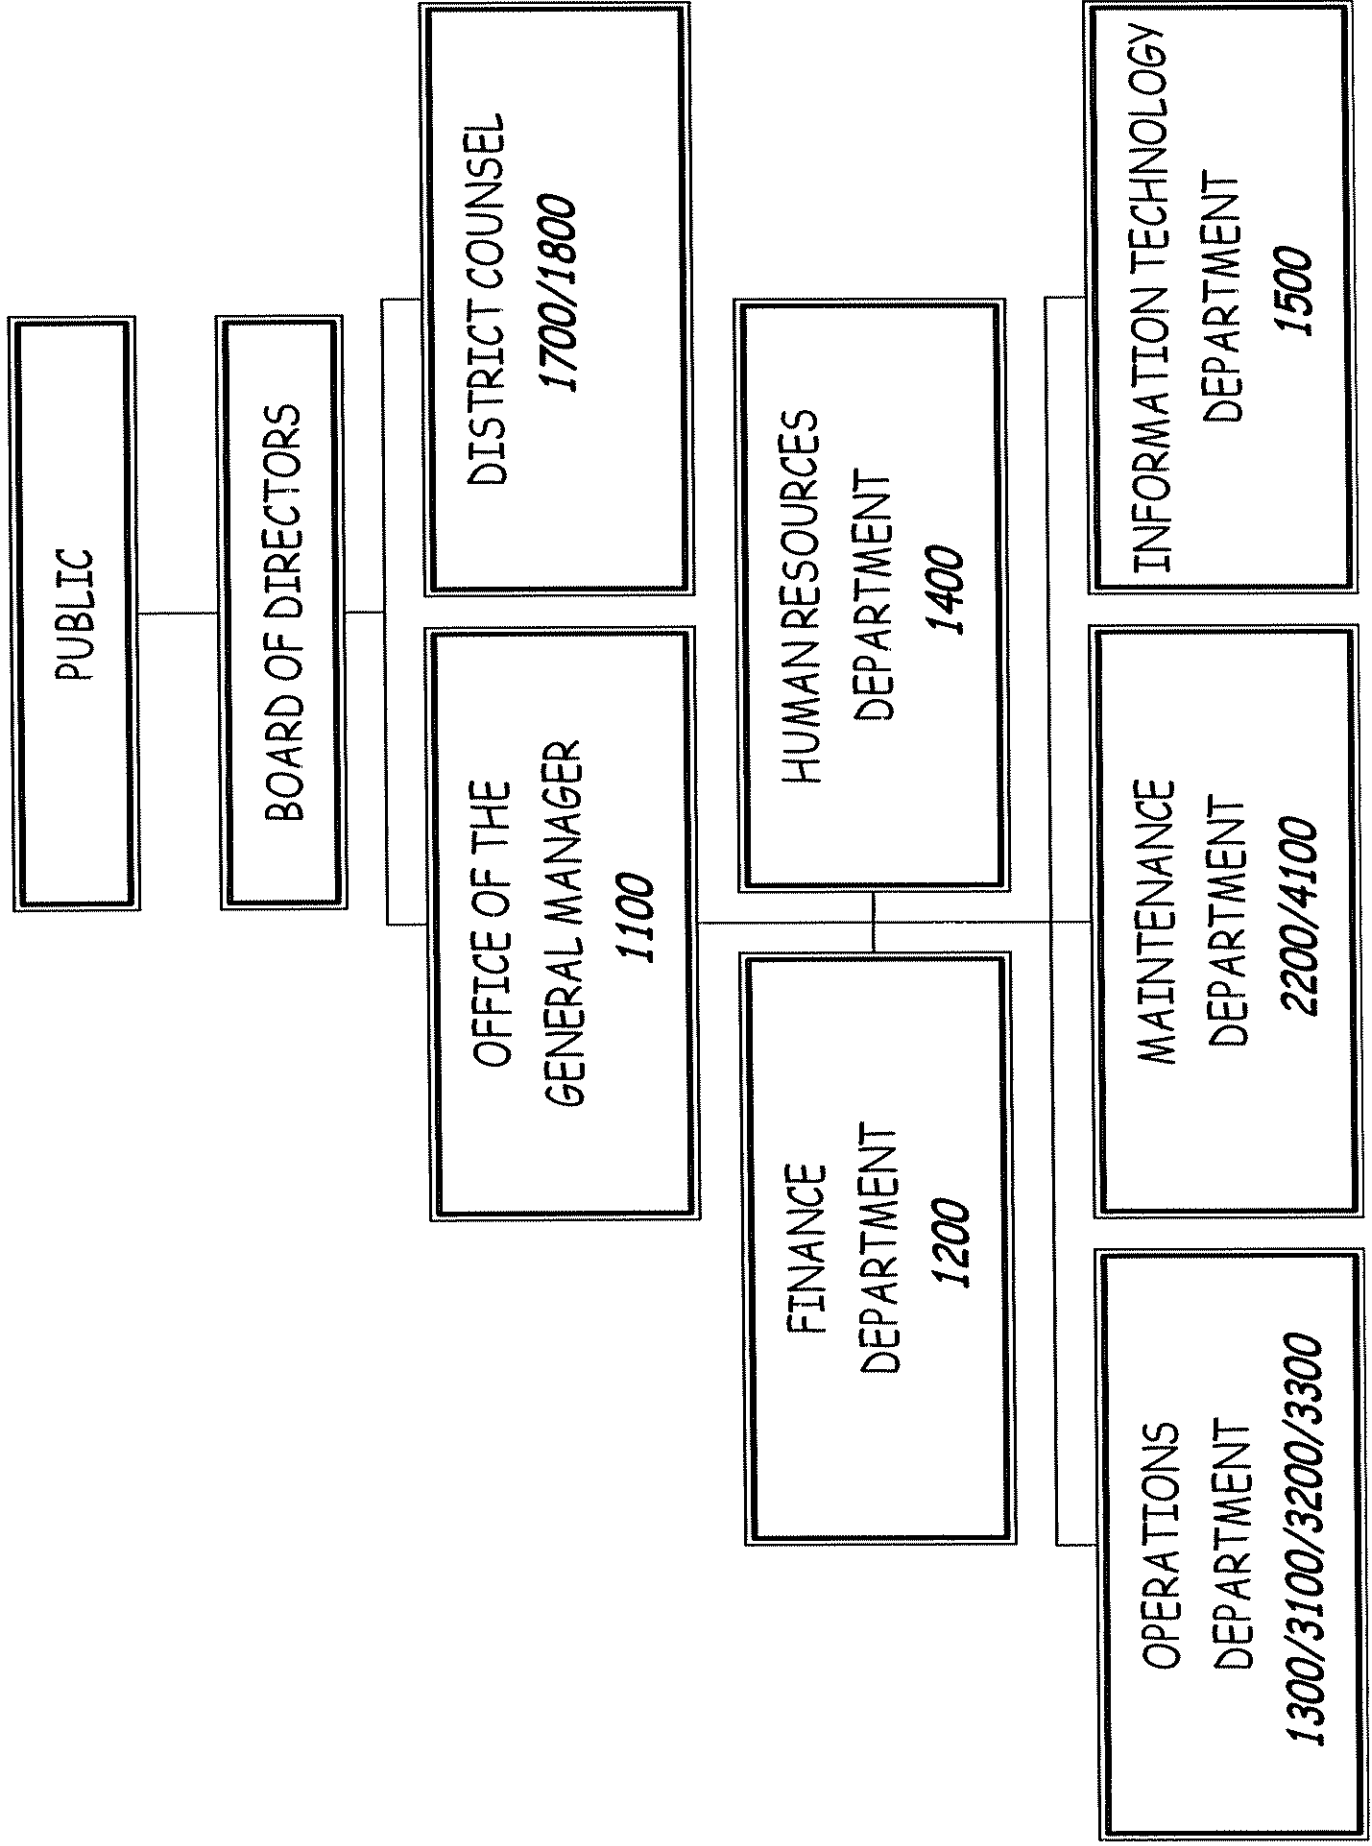 PUBLIC
BOARD OF DIRECTORS
OFFICE OF THE
GENERAL MANAGER
1100
DISTRICT COUNSEL
1700/1800
FINANCE
DEPARTMENT
1200
HUMAN RESOURCES
DEPARTMENT
1400
OPERATIONS
DEPARTMENT
1300/3100/3200/3300
MAINTENANCE
DEPARTMENT
2200/4100
INFORMATION TECHNOLOGY
DEPARTMENT
1500